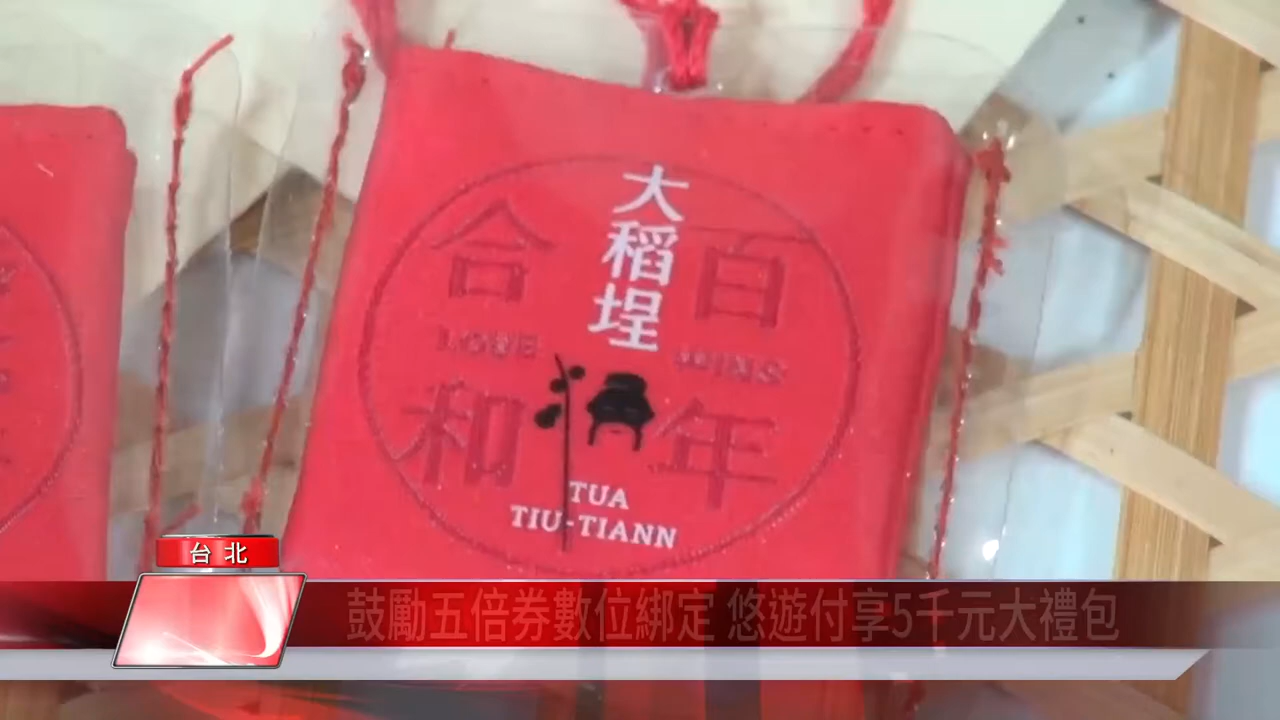 大稻埕
百年
合和
LOVE WINS
TUA
TIU-TIANN
台北
鼓勵五倍券數位綁定 悠遊付享5千元大禮包